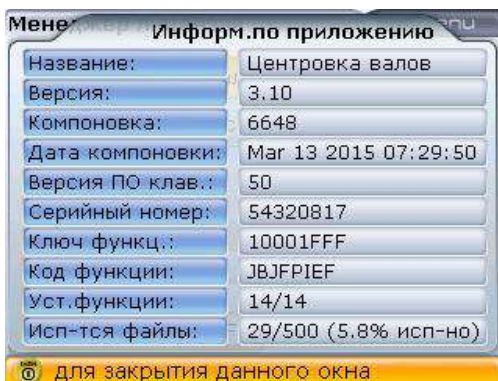 Информ.по приложению
Название: Центровка валов
Версия: 3.10
Компоновка: 6648
Дата компоновки: Mar 13 2015 07:29:50
Версия ПО клав.: 50
Серийный номер: 54320817
Ключ функц.: 10001FFF
Код функции: JBJFPIEF
Уст.функции: 14/14
Исп-тся файлы: 29/500 (5.8% исп-но)
для закрытия данного окна